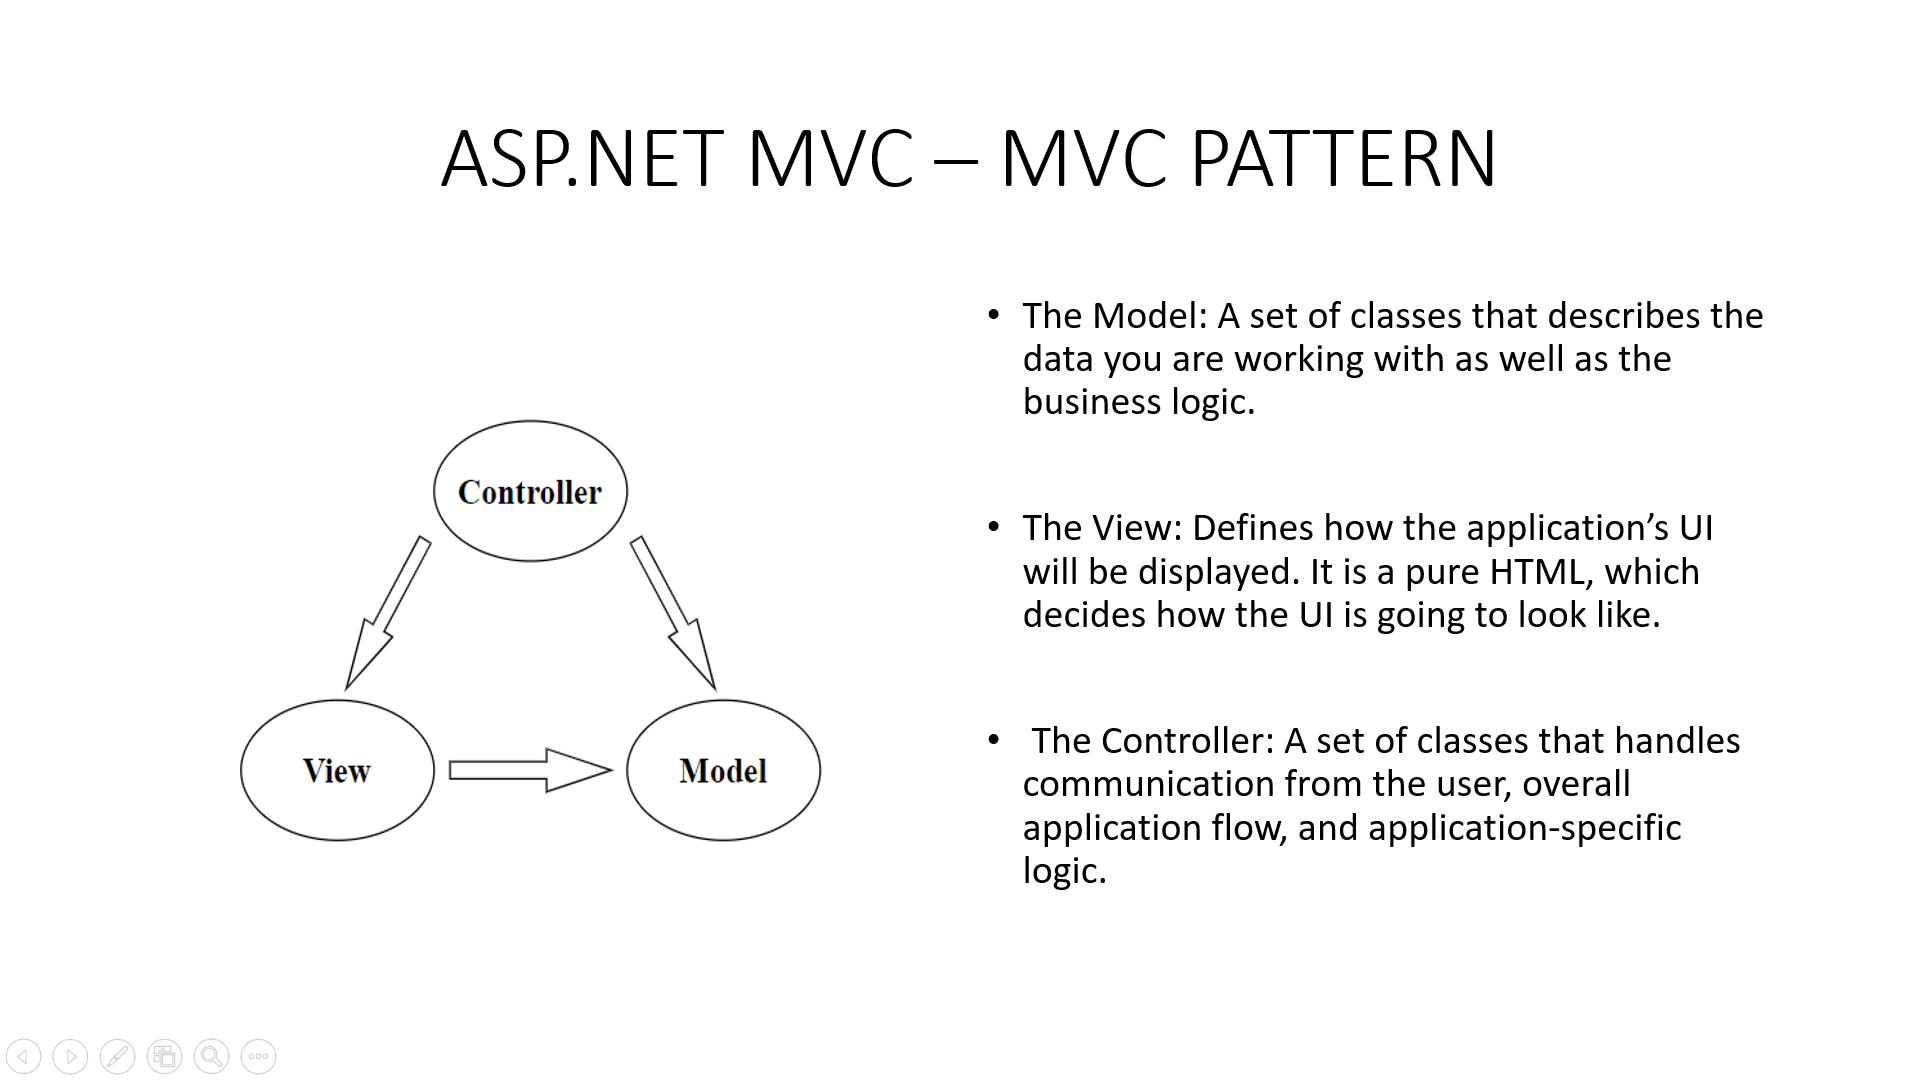 ASP.NET MVC – MVC PATTERN
Controller
View
Model
• The Model: A set of classes that describes the
data you are working with as well as the
business logic.
• The View: Defines how the application’s UI
will be displayed. It is a pure HTML, which
decides how the UI is going to look like.
• The Controller: A set of classes that handles
communication from the user, overall
application flow, and application-specific
logic.